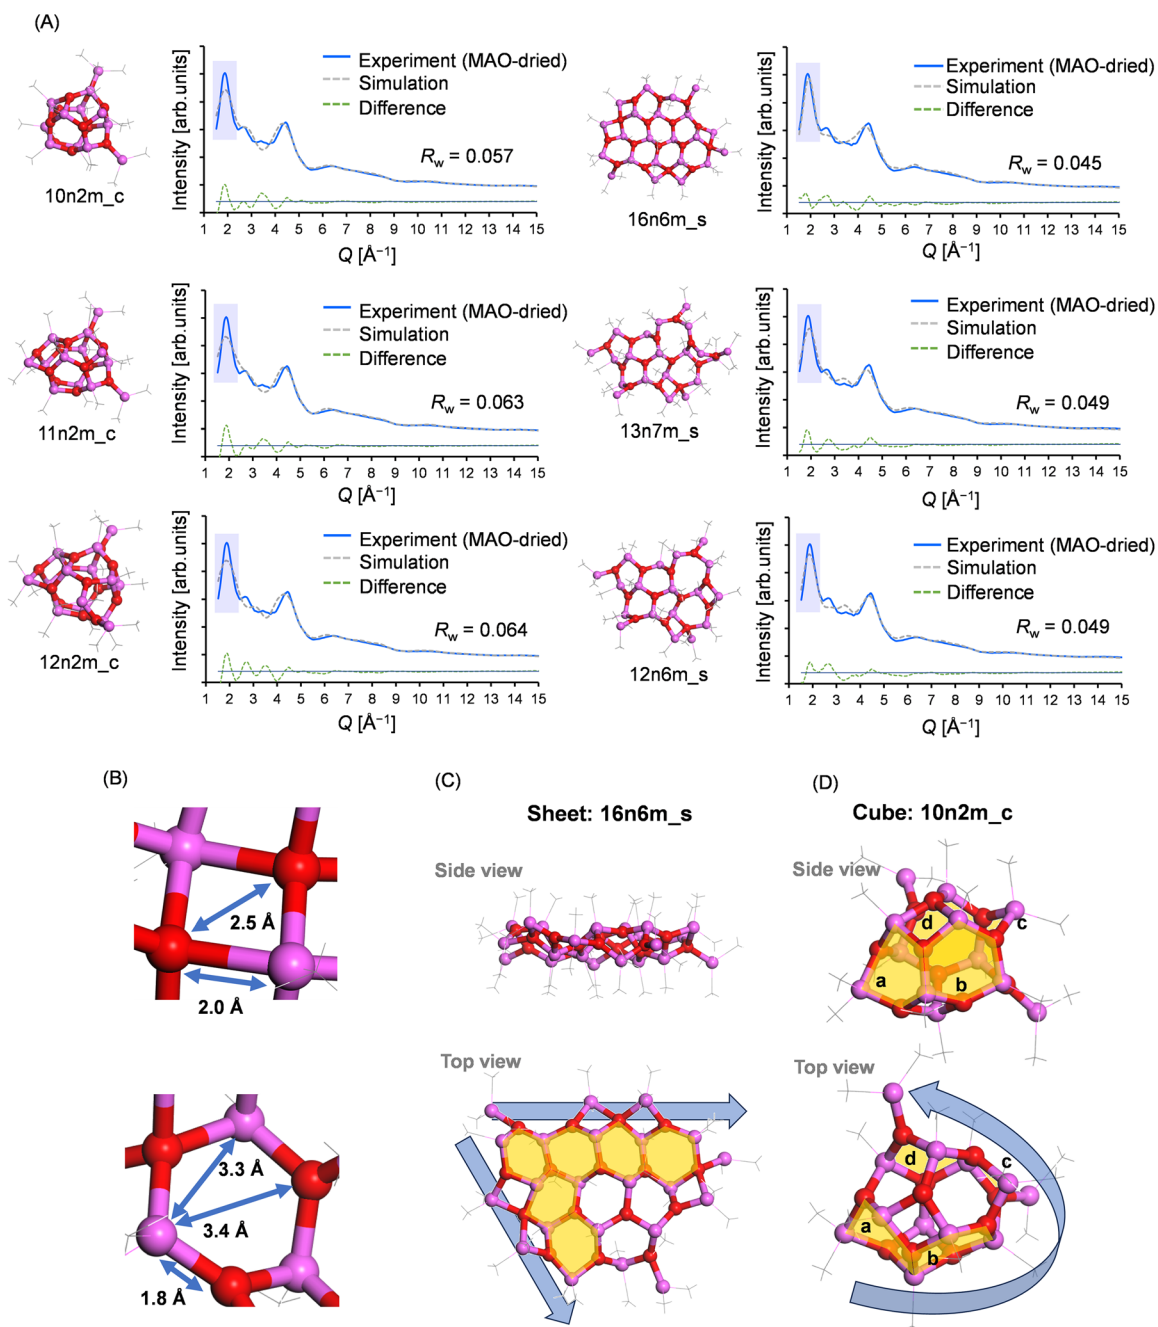 (A)
Experiment (MAO-dried)
Simulation
Difference
Rw = 0.057
Intensity [arb.units]
1 2 3 4 5 6 7 8 9 10 11 12 13 14 15
Q [Å−1]
10n2m_c
Experiment (MAO-dried)
Simulation
Difference
Rw = 0.045
Intensity [arb.units]
1 2 3 4 5 6 7 8 9 10 11 12 13 14 15
Q [Å−1]
16n6m_s
Experiment (MAO-dried)
Simulation
Difference
Rw = 0.063
Intensity [arb.units]
1 2 3 4 5 6 7 8 9 10 11 12 13 14 15
Q [Å−1]
11n2m_c
Experiment (MAO-dried)
Simulation
Difference
Rw = 0.049
Intensity [arb.units]
1 2 3 4 5 6 7 8 9 10 11 12 13 14 15
Q [Å−1]
13n7m_s
Experiment (MAO-dried)
Simulation
Difference
Rw = 0.064
Intensity [arb.units]
1 2 3 4 5 6 7 8 9 10 11 12 13 14 15
Q [Å−1]
12n2m_c
Experiment (MAO-dried)
Simulation
Difference
Rw = 0.049
Intensity [arb.units]
1 2 3 4 5 6 7 8 9 10 11 12 13 14 15
Q [Å−1]
12n6m_s
(B)
2.5 Å
2.0 Å
3.3 Å
3.4 Å
1.8 Å
(C)
Sheet: 16n6m_s
Side view
Top view
(D)
Cube: 10n2m_c
Side view
d
c
a
b
Top view
d
c
a
b